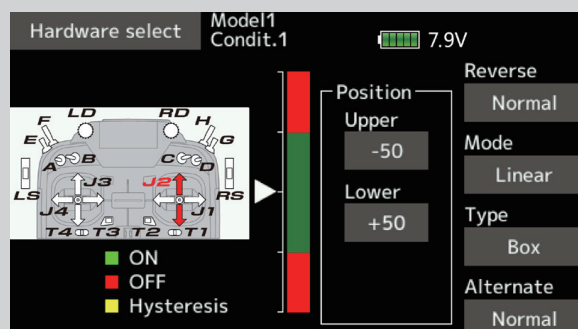 Hardware select
Model1
Condit.1
7.9V
F
LD
RD
H
E
A
B
C
D
G
J3
J2
LS
J4
J1
RS
T4
T3
T2
T1
ON
OFF
Hysteresis
Position
Upper
-50
Lower
+50
Reverse
Normal
Mode
Linear
Type
Box
Alternate
Normal